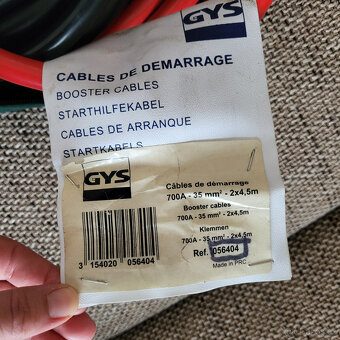 GYS
CABLES DE DEMARRAGE
BOOSTER CABLES
STARTHILFEKABEL
CABLES DE ARRANQUE
STARTKABELS
GYS
Câbles de démarrage
700A - 35 mm² - 2x4,5m
Booster cables
700A - 35 mm² - 2x4,5m
Klemmen
700A - 35 mm² - 2x4,5m
Ref. 056404
Made in PRC
3 154020 056404